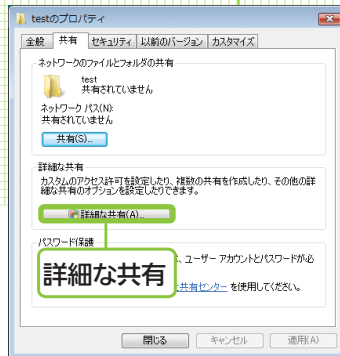 testのプロパティ
全般 共有 セキュリティ 以前のバージョン カスタマイズ
ネットワークのファイルとフォルダの共有
test
共有されていません
ネットワーク パス(N):
共有されていません
共有(S)...
詳細な共有
カスタムのアクセス許可を設定したり、複数の共有を作成したり、その他の詳
細な共有のオプションを設定したりできます。
詳細な共有(A)...
パスワード保護
、ユーザー アカウントとパスワードが必
詳細な共有
共有センター を使用してください。
閉じる キャンセル 適用(A)